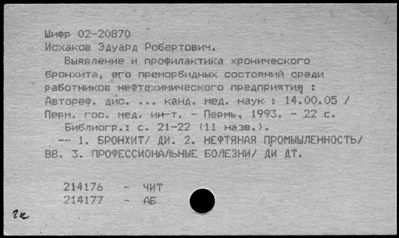 Шифр 02-20870
Исхаков Эдуард Робертович.
Выявление и профилактика хронического
бронхита, его преморбидных состояний среди
работников нефтехимического предприятия :
Автореф. дис. ... канд. мед. наук : 14.00.05 /
Перм. гос. мед. ин-т. - Пермь, 1993. - 22 с.
Библиогр.: с. 21-22 (11 назв.).
-- 1. БРОНХИТ/ ДИ. 2. НЕФТЯНАЯ ПРОМЫШЛЕННОСТЬ/
ВВ. 3. ПРОФЕССИОНАЛЬНЫЕ БОЛЕЗНИ/ ДИ ДТ.
214176 - ЧИТ
214177 - АБ